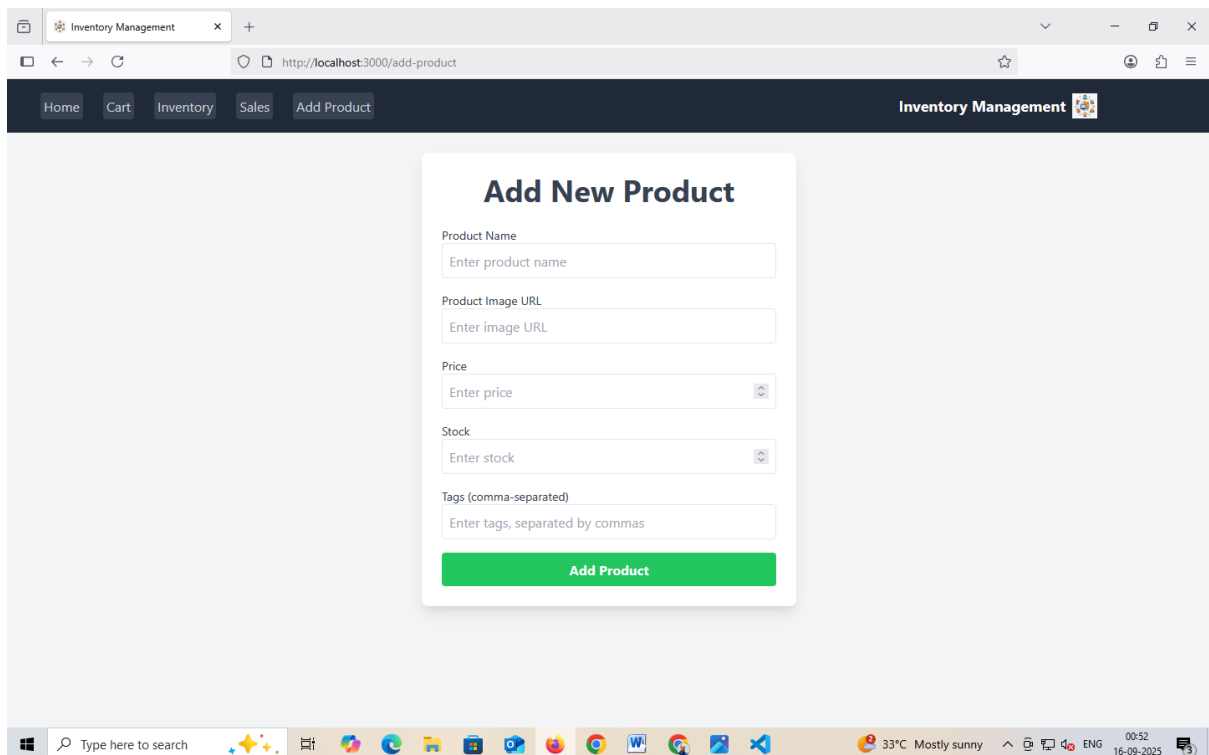 Inventory Management
http://localhost:3000/add-product
Home Cart Inventory Sales Add Product Inventory Management
Add New Product
Product Name
Enter product name
Product Image URL
Enter image URL
Price
Enter price
Stock
Enter stock
Tags (comma-separated)
Enter tags, separated by commas
Add Product
Type here to search 2 33°C Mostly sunny ENG 00:52
16-09-2025 3